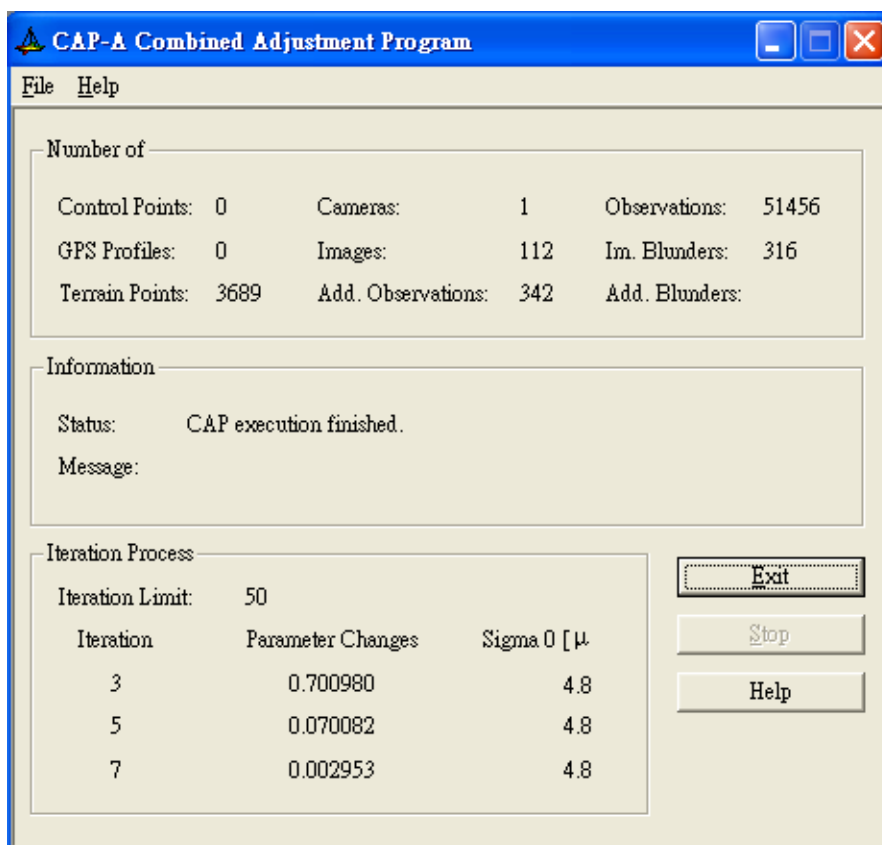 CAP-A Combined Adjustment Program
File Help
Number of
Control Points: 0 Cameras: 1 Observations: 51456
GPS Profiles: 0 Images: 112 Im. Blunders: 316
Terrain Points: 3689 Add. Observations: 342 Add. Blunders:
Information
Status: CAP execution finished.
Message:
Iteration Process
Iteration Limit: 50
Iteration Parameter Changes Sigma 0 [μ
3 0.700980 4.8
5 0.070082 4.8
7 0.002953 4.8
Exit
Stop
Help